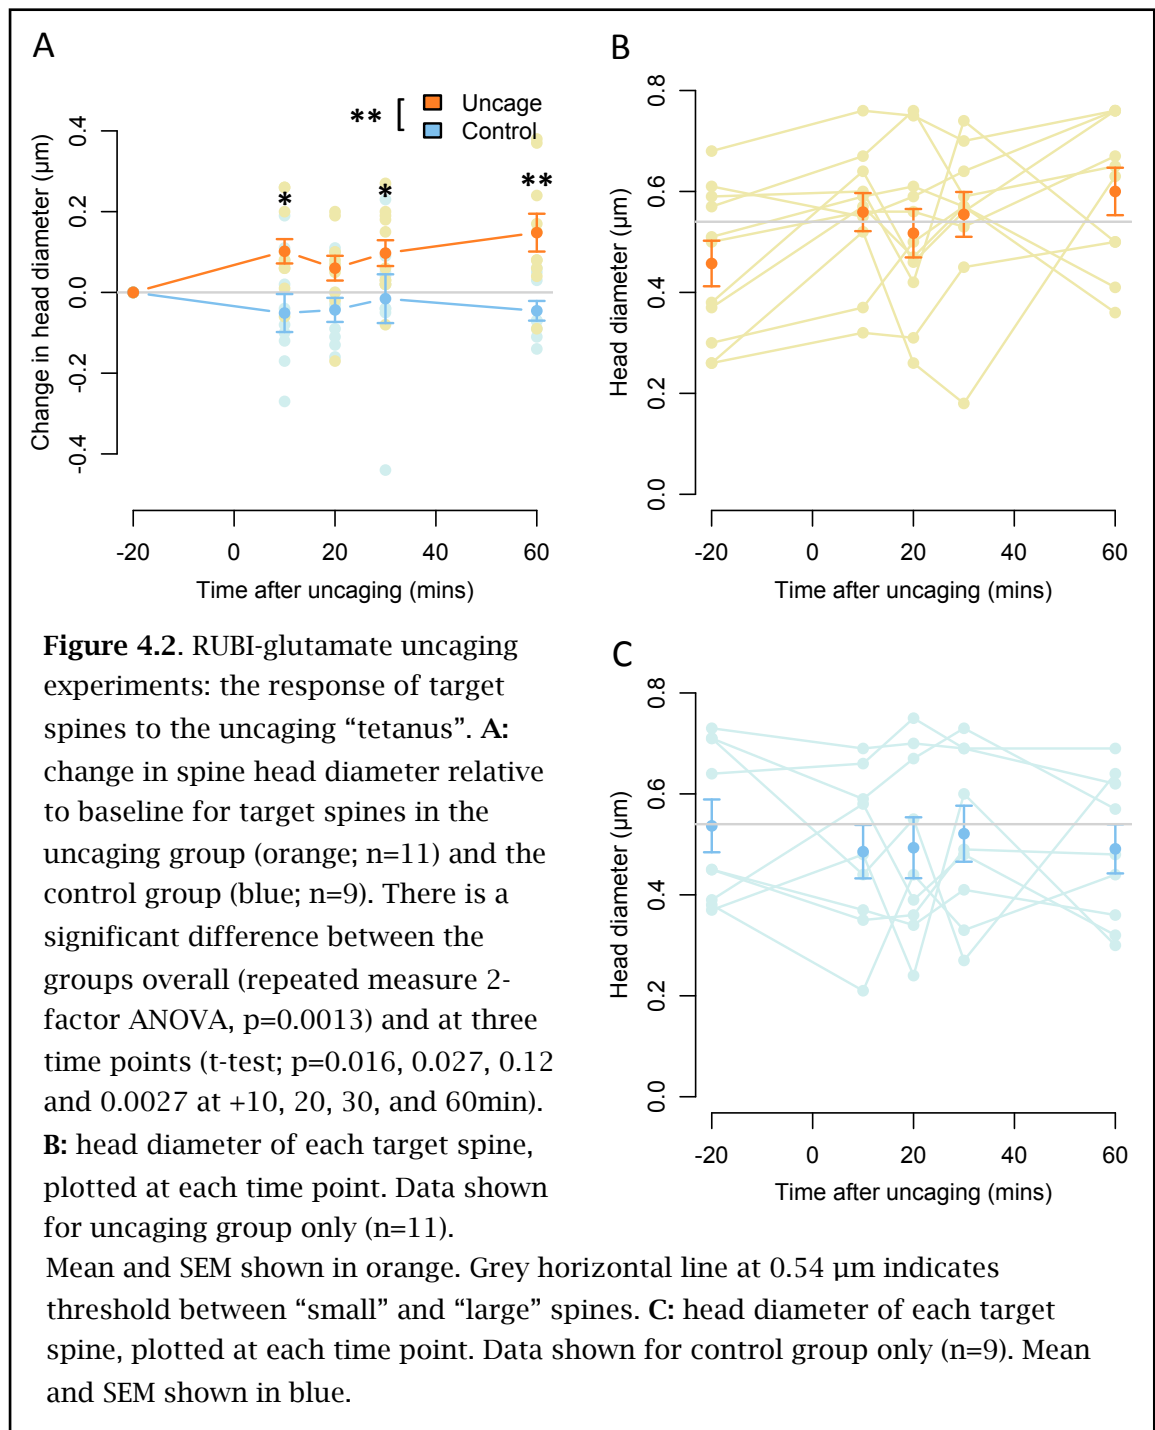 A
** [ Uncage
Control
Change in head diameter (µm)
0.4
0.2
0.0
-0.2
-0.4
*
*
**
-20 0 20 40 60
Time after uncaging (mins)
B
Head diameter (µm)
0.8
0.6
0.4
0.2
0.0
-20 0 20 40 60
Time after uncaging (mins)
Figure 4.2. RUBI-glutamate uncaging
experiments: the response of target
spines to the uncaging “tetanus”. A:
change in spine head diameter relative
to baseline for target spines in the
uncaging group (orange; n=11) and the
control group (blue; n=9). There is a
significant difference between the
groups overall (repeated measure 2-
factor ANOVA, p=0.0013) and at three
time points (t-test; p=0.016, 0.027, 0.12
and 0.0027 at +10, 20, 30, and 60min).
B: head diameter of each target spine,
plotted at each time point. Data shown
for uncaging group only (n=11).
Mean and SEM shown in orange. Grey horizontal line at 0.54 µm indicates
threshold between “small” and “large” spines. C: head diameter of each target
spine, plotted at each time point. Data shown for control group only (n=9). Mean
and SEM shown in blue.
C
Head diameter (µm)
0.8
0.6
0.4
0.2
0.0
-20 0 20 40 60
Time after uncaging (mins)